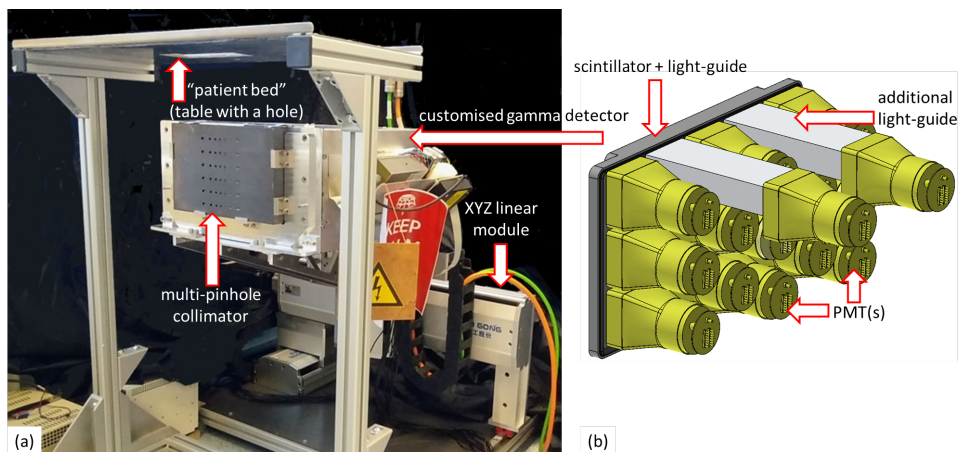 "patient bed"
(table with a hole)
customised gamma detector
XYZ linear
module
KEEP
GONG
multi-pinhole
collimator
(a)
scintillator + light-guide
additional
light-guide
PMT(s)
(b)